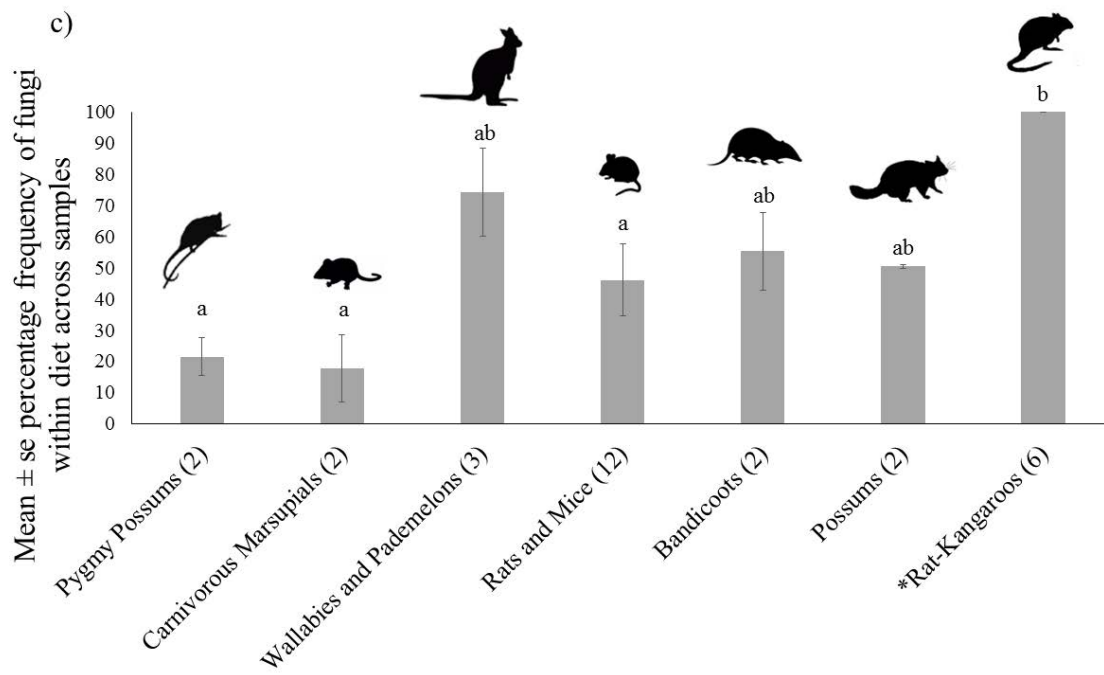 c)
Mean ± se percentage frequency of fungi
within diet across samples
100
90
80
70
60
50
40
30
20
10
0
a
a
ab
a
ab
ab
b
Pygmy Possums (2)
Carnivorous Marsupials (2)
Wallabies and Pademelons (3)
Rats and Mice (12)
Bandicoots (2)
Possums (2)
*Rat-Kangaroos (6)